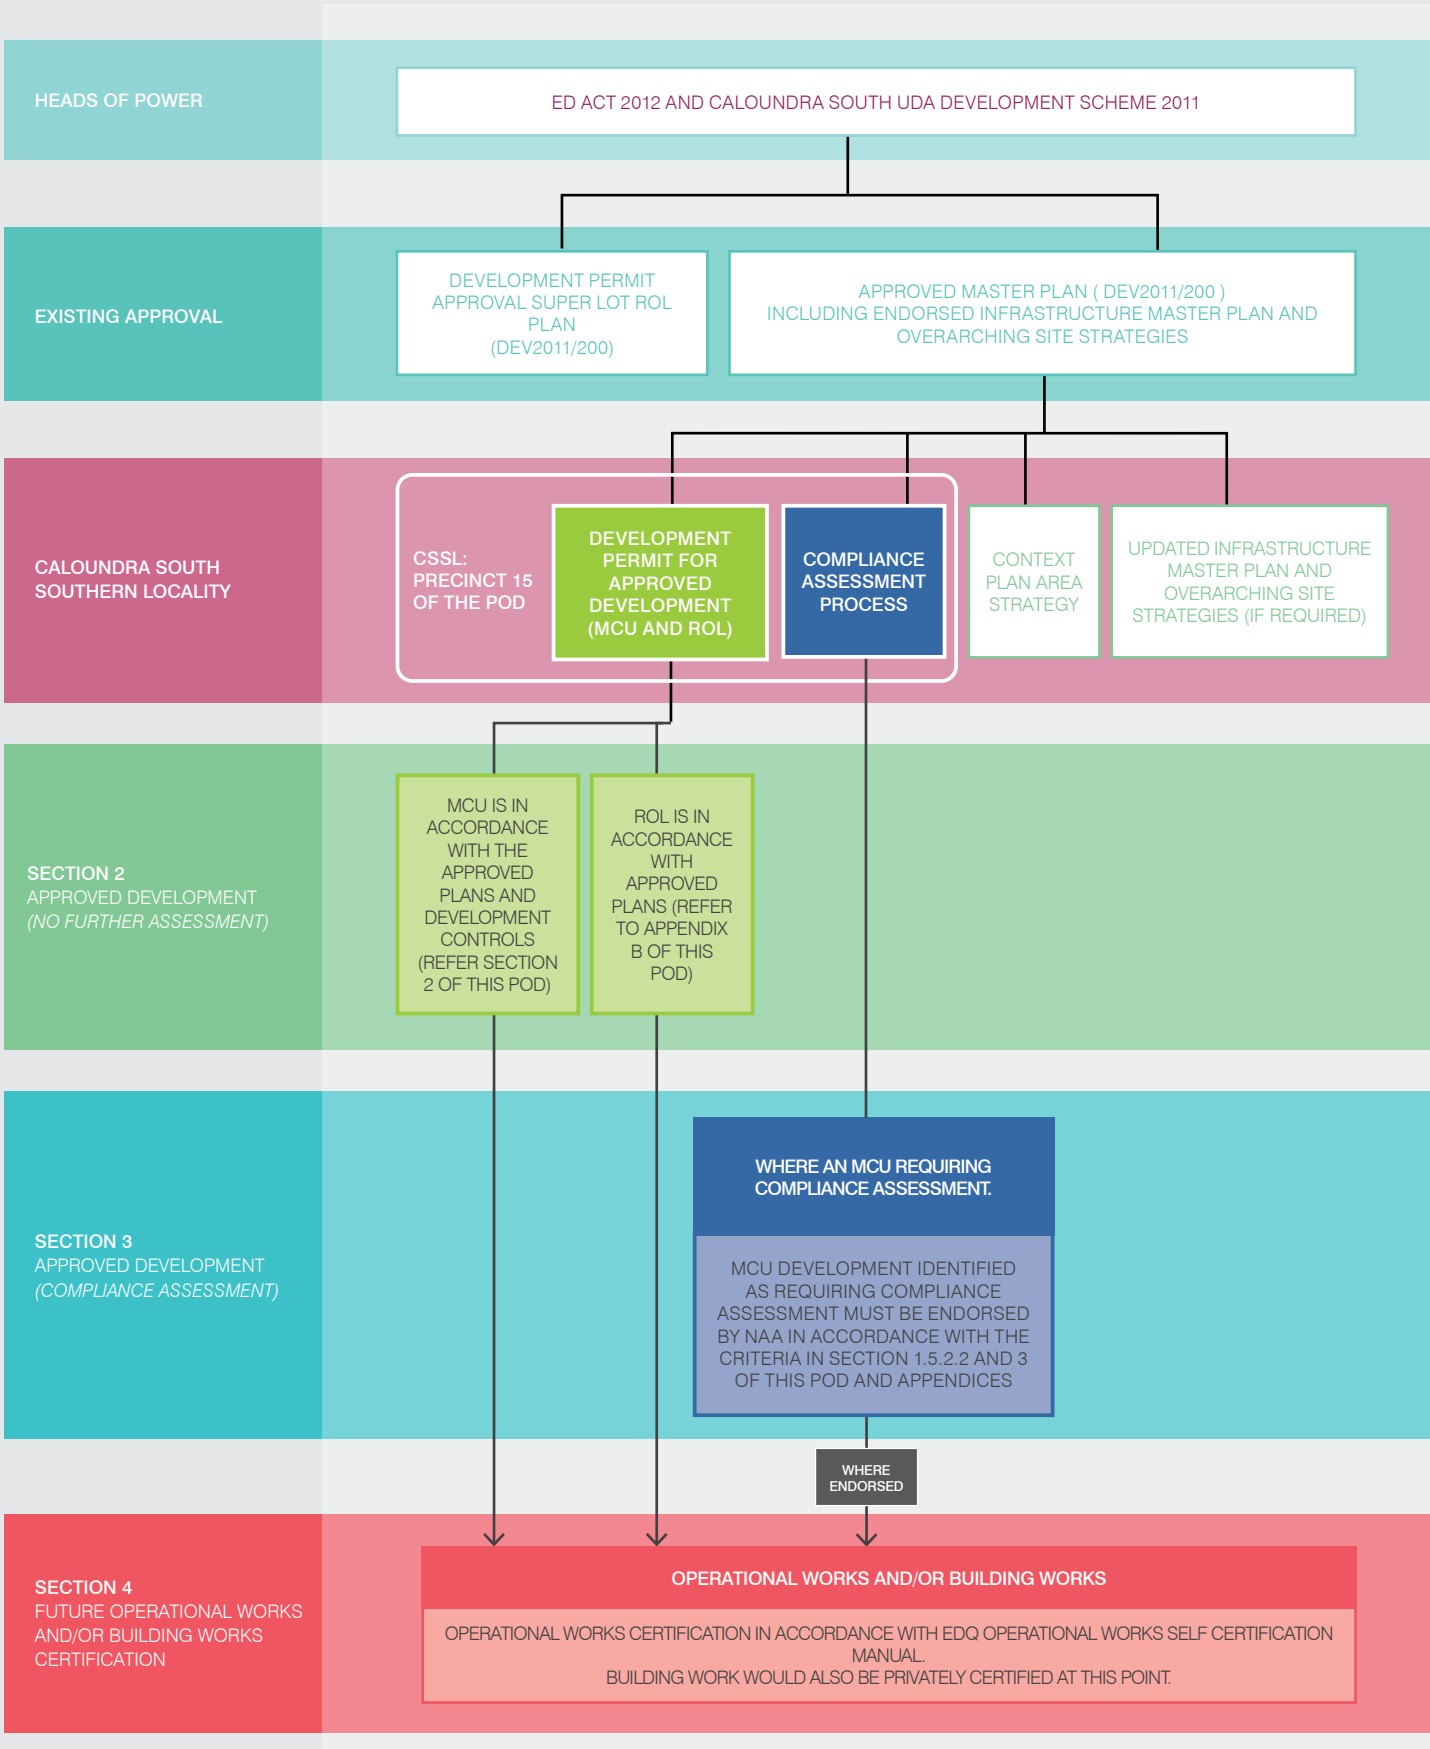 HEADS OF POWER
ED ACT 2012 AND CALOUNDRA SOUTH UDA DEVELOPMENT SCHEME 2011
EXISTING APPROVAL
DEVELOPMENT PERMIT
APPROVAL SUPER LOT ROL
PLAN
(DEV2011/200)
APPROVED MASTER PLAN ( DEV2011/200 )
INCLUDING ENDORSED INFRASTRUCTURE MASTER PLAN AND
OVERARCHING SITE STRATEGIES
CALOUNDRA SOUTH
SOUTHERN LOCALITY
CSSL:
PRECINCT 15
OF THE POD
DEVELOPMENT
PERMIT FOR
APPROVED
DEVELOPMENT
(MCU AND ROL)
COMPLIANCE
ASSESSMENT
PROCESS
CONTEXT
PLAN AREA
STRATEGY
UPDATED INFRASTRUCTURE
MASTER PLAN AND
OVERARCHING SITE
STRATEGIES (IF REQUIRED)
SECTION 2
APPROVED DEVELOPMENT
(NO FURTHER ASSESSMENT)
MCU IS IN
ACCORDANCE
WITH THE
APPROVED
PLANS AND
DEVELOPMENT
CONTROLS
(REFER SECTION
2 OF THIS POD)
ROL IS IN
ACCORDANCE
WITH
APPROVED
PLANS (REFER
TO APPENDIX
B OF THIS
POD)
SECTION 3
APPROVED DEVELOPMENT
(COMPLIANCE ASSESSMENT)
WHERE AN MCU REQUIRING
COMPLIANCE ASSESSMENT.
MCU DEVELOPMENT IDENTIFIED
AS REQUIRING COMPLIANCE
ASSESSMENT MUST BE ENDORSED
BY NAA IN ACCORDANCE WITH THE
CRITERIA IN SECTION 1.5.2.2 AND 3
OF THIS POD AND APPENDICES
WHERE
ENDORSED
SECTION 4
FUTURE OPERATIONAL WORKS
AND/OR BUILDING WORKS
CERTIFICATION
OPERATIONAL WORKS AND/OR BUILDING WORKS
OPERATIONAL WORKS CERTIFICATION IN ACCORDANCE WITH EDQ OPERATIONAL WORKS SELF CERTIFICATION
MANUAL.
BUILDING WORK WOULD ALSO BE PRIVATELY CERTIFIED AT THIS POINT.